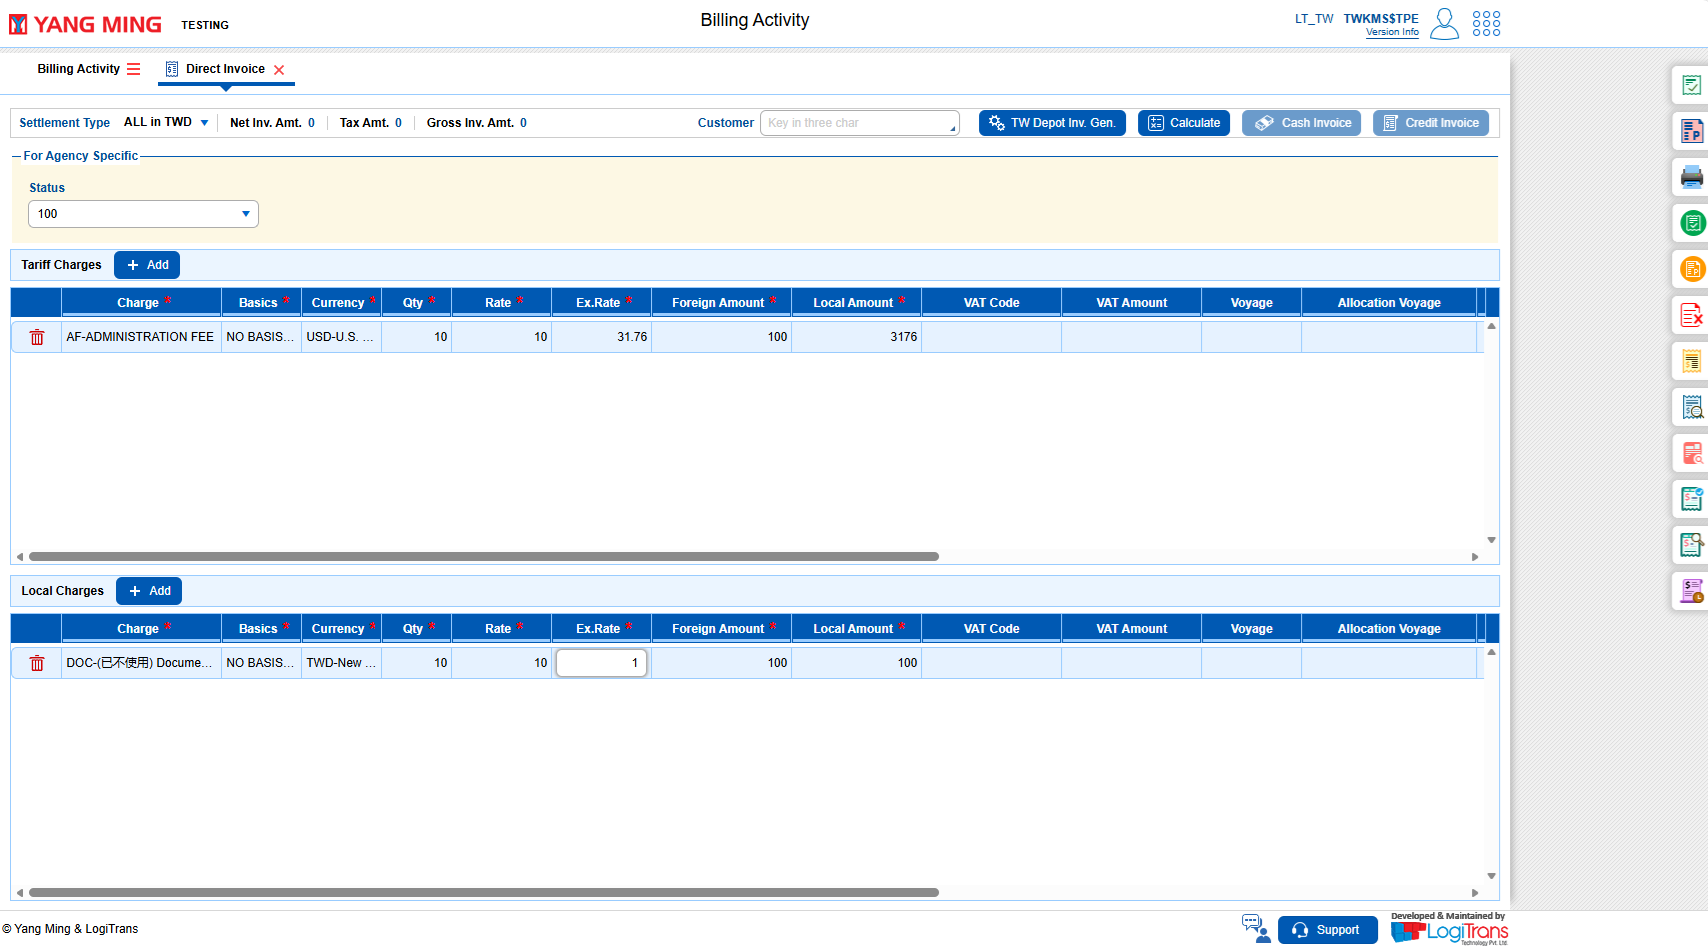 YANG MING TESTING
Billing Activity
LT_TW TWKMS$TPE
Version Info
Billing Activity
Direct Invoice
Settlement Type ALL in TWD Net Inv. Amt. 0 Tax Amt. 0 Gross Inv. Amt. 0 Customer Key in three char TW Depot Inv. Gen. Calculate Cash Invoice Credit Invoice
For Agency Specific
Status
100
Tariff Charges + Add
Charge * Basics * Currency * Qty * Rate * Ex.Rate * Foreign Amount * Local Amount * VAT Code VAT Amount Voyage Allocation Voyage
AF-ADMINISTRATION FEE NO BASIS... USD-U.S. ... 10 10 31.76 100 3176
Local Charges + Add
Charge * Basics * Currency * Qty * Rate * Ex.Rate * Foreign Amount * Local Amount * VAT Code VAT Amount Voyage Allocation Voyage
DOC-(已不使用) Docume... NO BASIS... TWD-New ... 10 10 1 100 100
© Yang Ming & LogiTrans
Support
Developed & Maintained by
LogiTrans
Technology Pvt. Ltd.